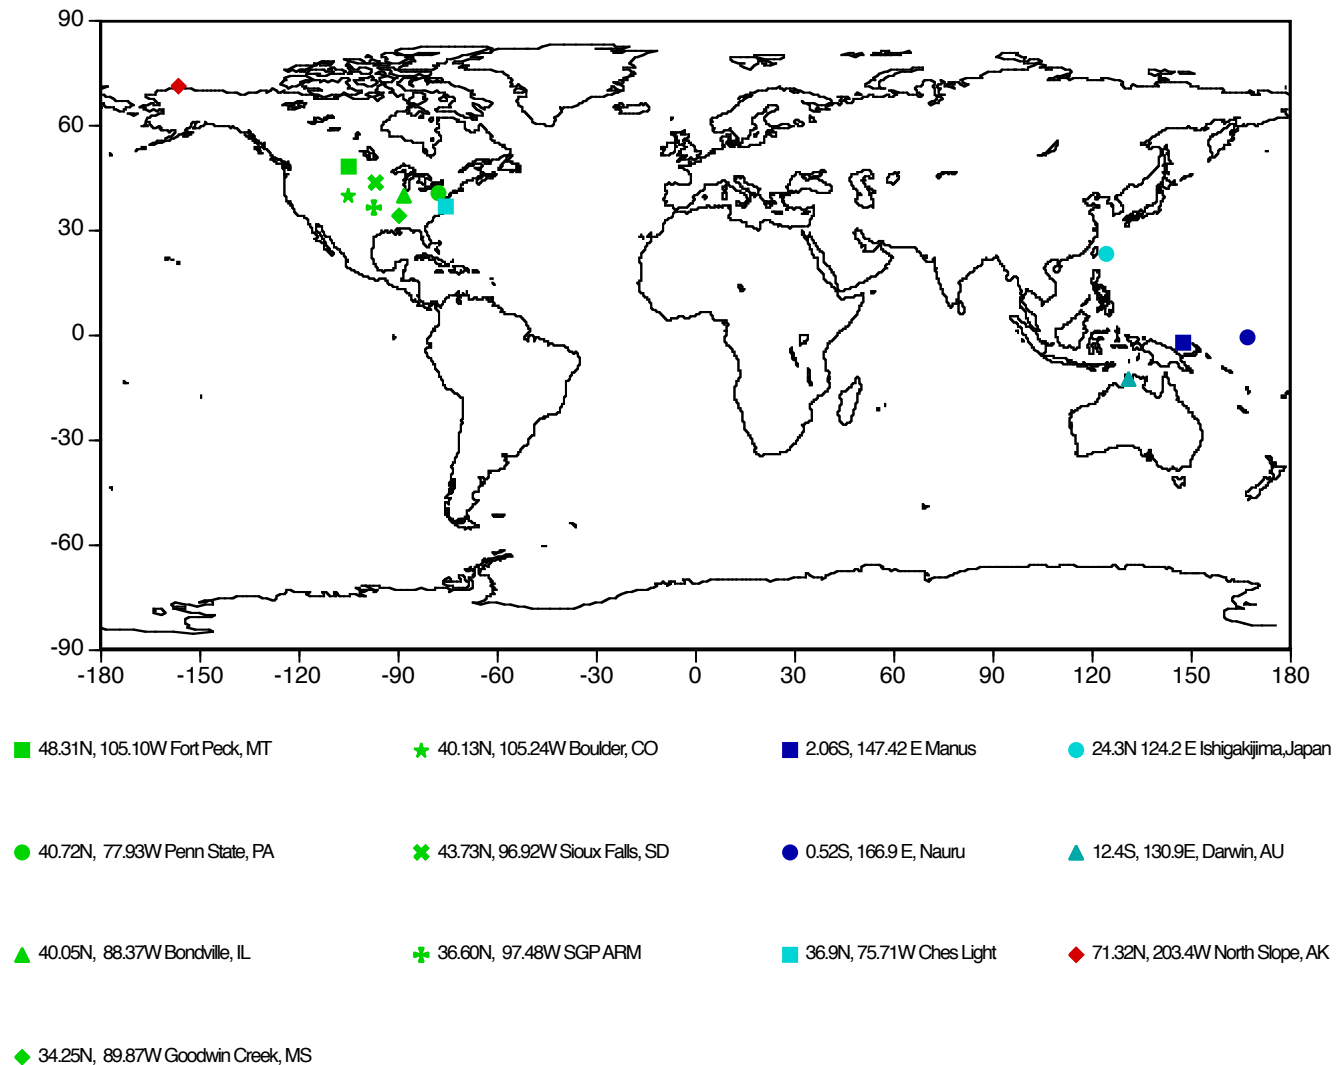 90
60
30
0
-30
-60
-90
-180 -150 -120 -90 -60 -30 0 30 60 90 120 150 180
48.31N, 105.10W Fort Peck, MT
40.13N, 105.24W Boulder, CO
2.06S, 147.42 E Manus
24.3N 124.2 E Ishigakijima,Japan
40.72N, 77.93W Penn State, PA
43.73N, 96.92W Sioux Falls, SD
0.52S, 166.9 E, Nauru
12.4S, 130.9E, Darwin, AU
40.05N, 88.37W Bondville, IL
36.60N, 97.48W SGP ARM
36.9N, 75.71W Ches Light
71.32N, 203.4W North Slope, AK
34.25N, 89.87W Goodwin Creek, MS